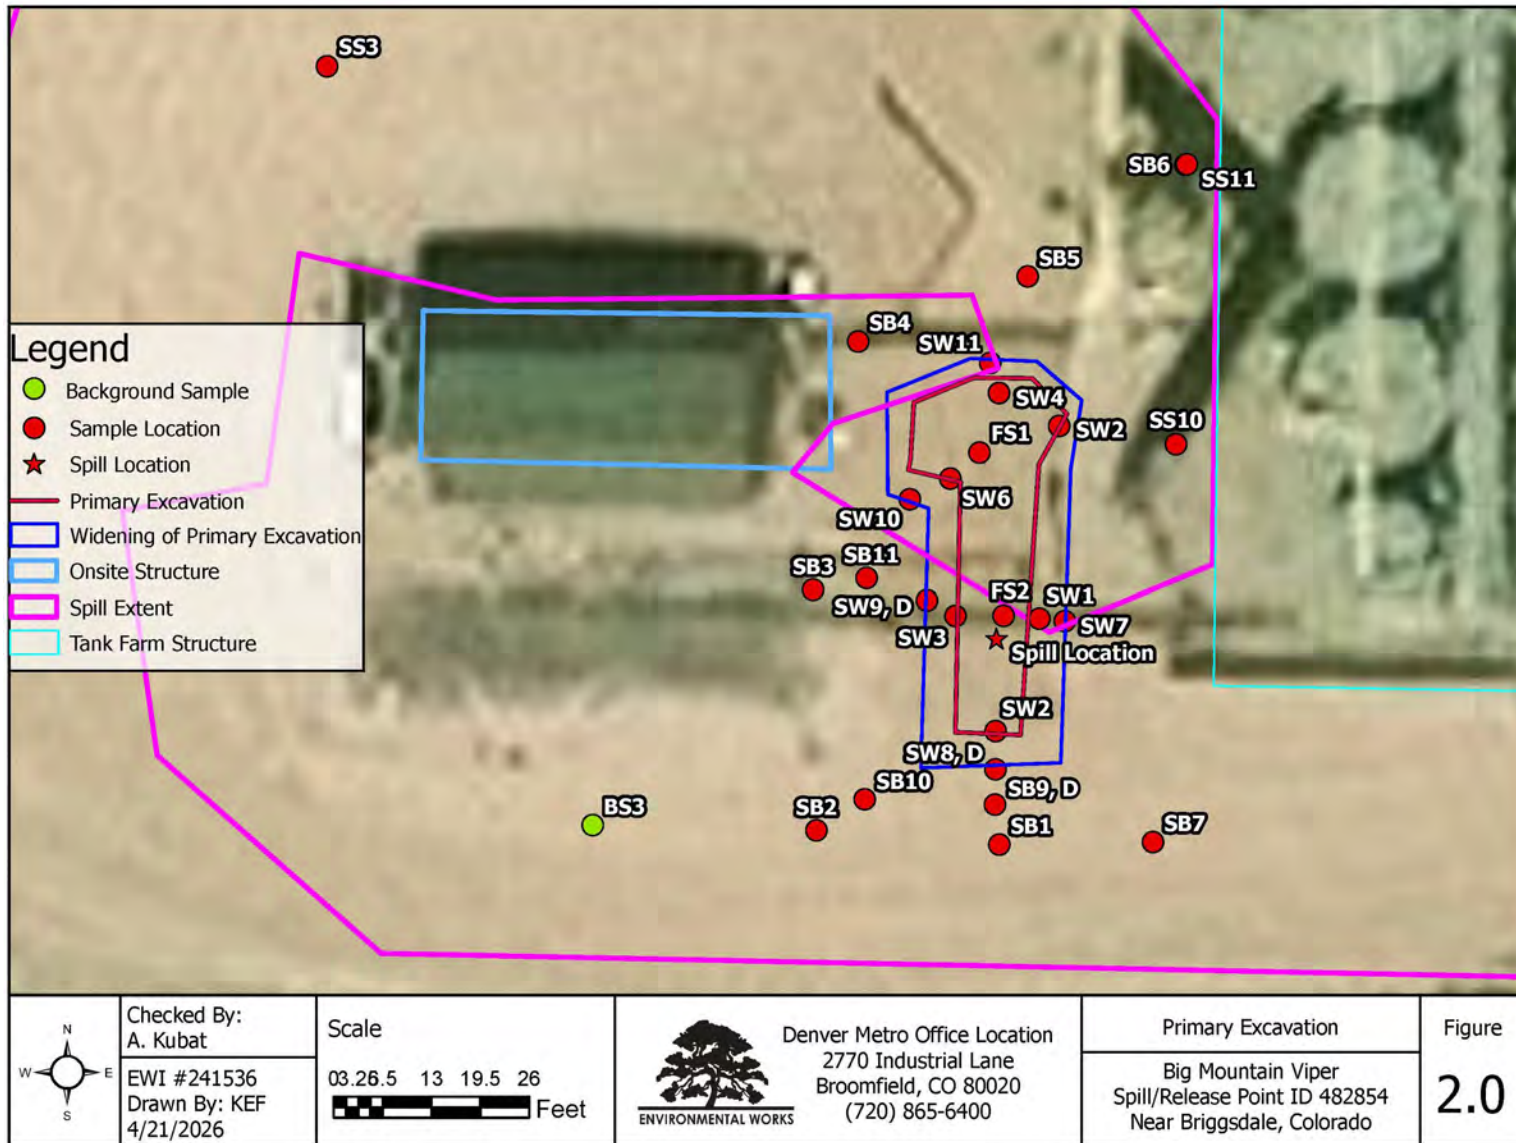 SS3
SB6
SS11
SB5
SB4
SW11
SW4
SW2
FS1
SS10
SW6
SW10
SB11
SB3
SW9, D
SW3
FS2
SW1
SW7
Spill Location
SW2
SW8, D
SB10
SB9, D
BS3
SB2
SB1
SB7
Legend
Background Sample
Sample Location
Spill Location
Primary Excavation
Widening of Primary Excavation
Onsite Structure
Spill Extent
Tank Farm Structure
N
W
E
S
Checked By:
A. Kubat
EWI #241536
Drawn By: KEF
4/21/2026
Scale
03.26.5 13 19.5 26
Feet
ENVIRONMENTAL WORKS
Denver Metro Office Location
2770 Industrial Lane
Broomfield, CO 80020
(720) 865-6400
Primary Excavation
Big Mountain Viper
Spill/Release Point ID 482854
Near Briggsdale, Colorado
Figure
2.0